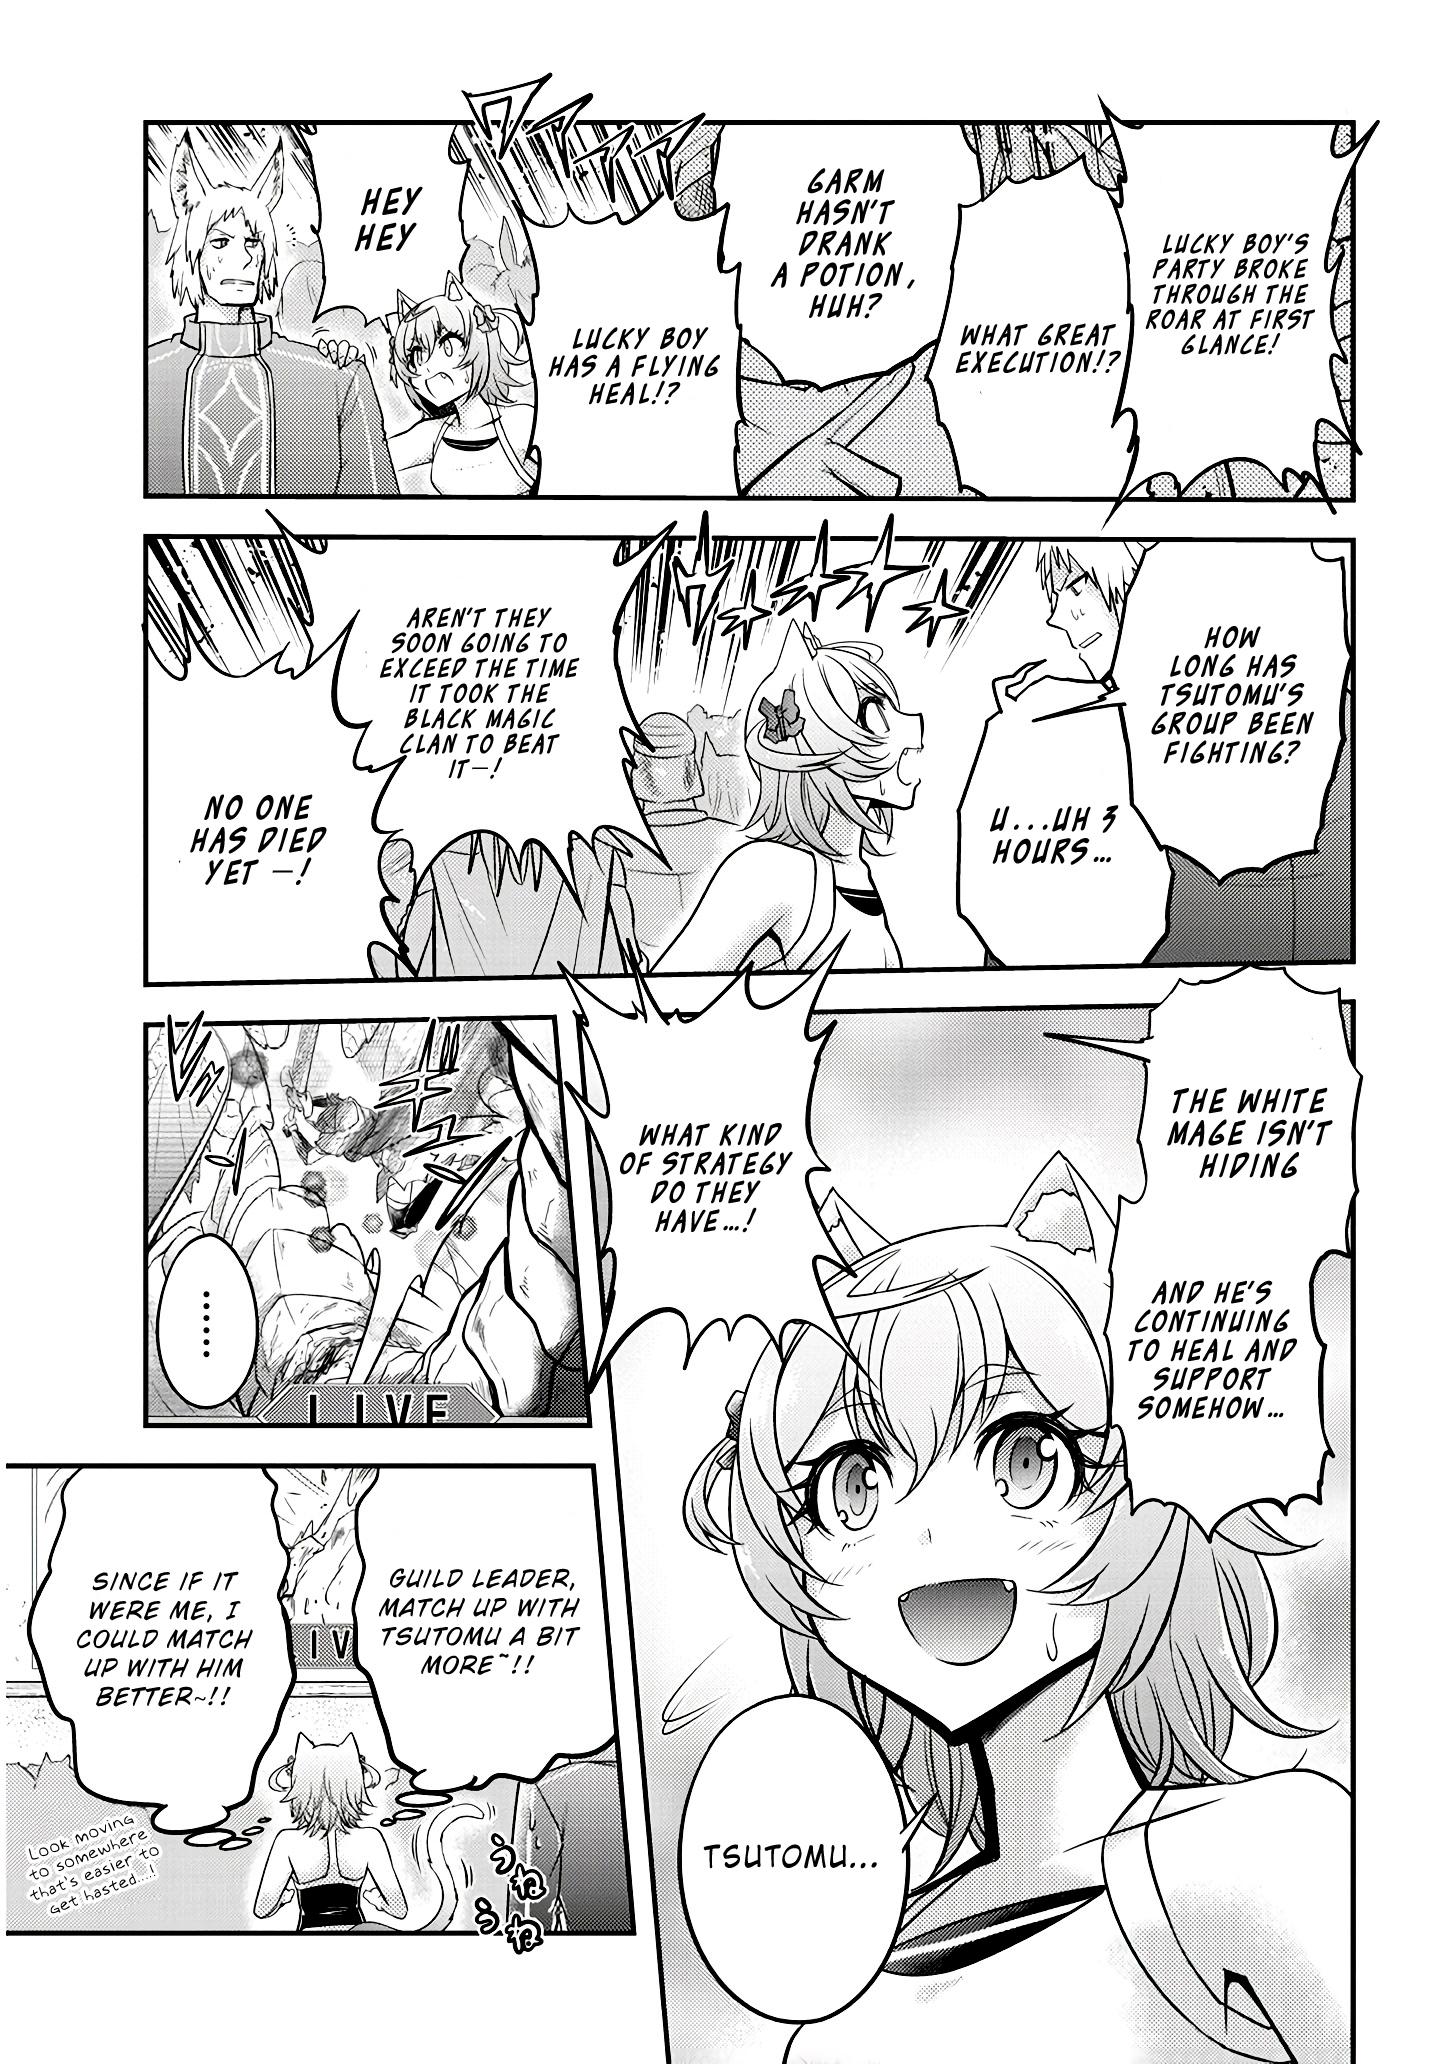 LUCKY BOY'S
PARTY BROKE
THROUGH THE
ROAR AT FIRST
GLANCE!
WHAT GREAT
EXECUTION!?
GARM
HASN'T
DRANK
A POTION,
HUH?
ワァァァ
LUCKY BOY
HAS A FLYING
HEAL!?
HEY
HEY
HOW
LONG HAS
TSUTOMU'S
GROUP BEEN
FIGHTING?
U...UH 3
HOURS...
AREN'T THEY
SOON GOING TO
EXCEED THE TIME
IT TOOK THE
BLACK MAGIC
CLAN TO BEAT
IT—!
NO ONE
HAS DIED
YET —!
THE WHITE
MAGE ISN'T
HIDING
AND HE'S
CONTINUING
TO HEAL AND
SUPPORT
SOMEHOW...
WHAT KIND
OF STRATEGY
DO THEY
HAVE...!
TSUTOMU...
.......
LIVE
GUILD LEADER,
MATCH UP WITH
TSUTOMU A BIT
MORE~!!
SINCE IF IT
WERE ME, I
COULD MATCH
UP WITH HIM
BETTER~!!
LIV
Look moving
to somewhere
that's easier to
get hasted....!
うね
うね